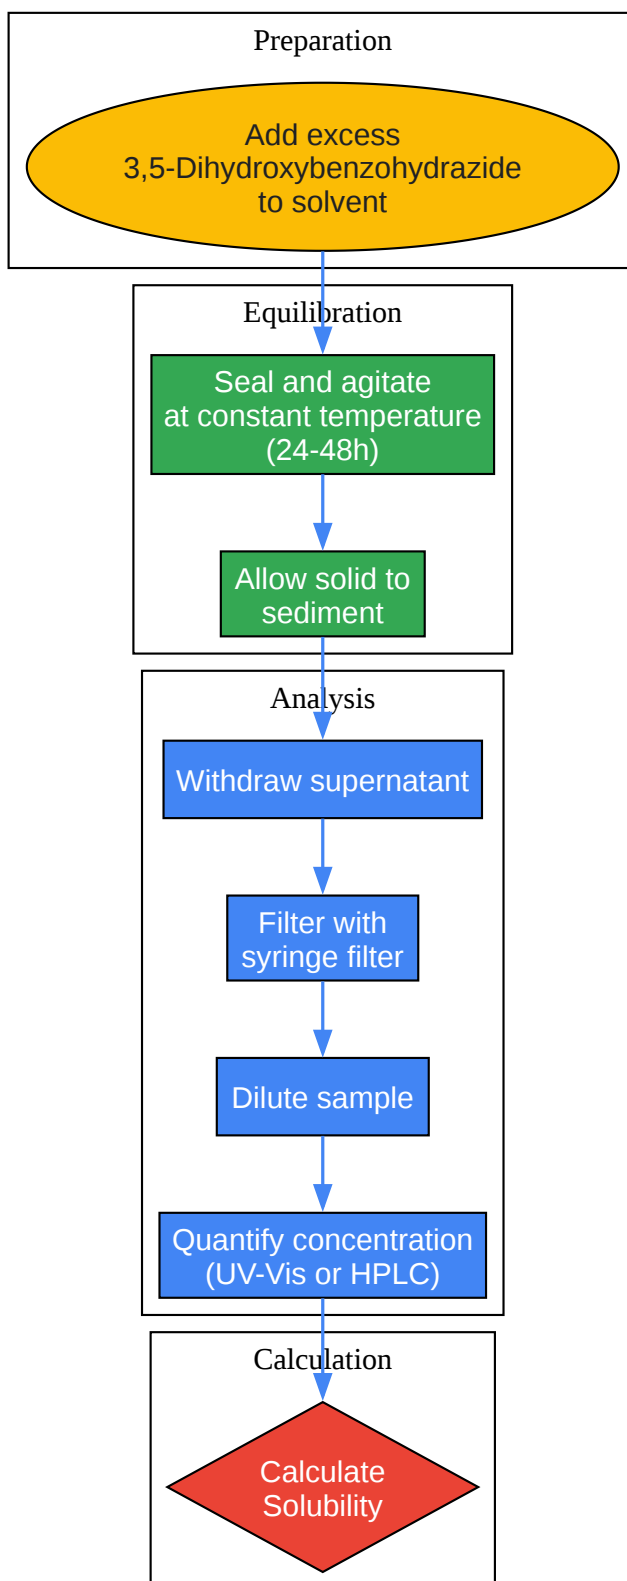 Preparation
Add excess
3,5-Dihydroxybenzohydrazide
to solvent
Equilibration
Seal and agitate
at constant temperature
(24-48h)
Allow solid to
sediment
Analysis
Withdraw supernatant
Filter with
syringe filter
Dilute sample
Quantify concentration
(UV-Vis or HPLC)
Calculation
Calculate
Solubility